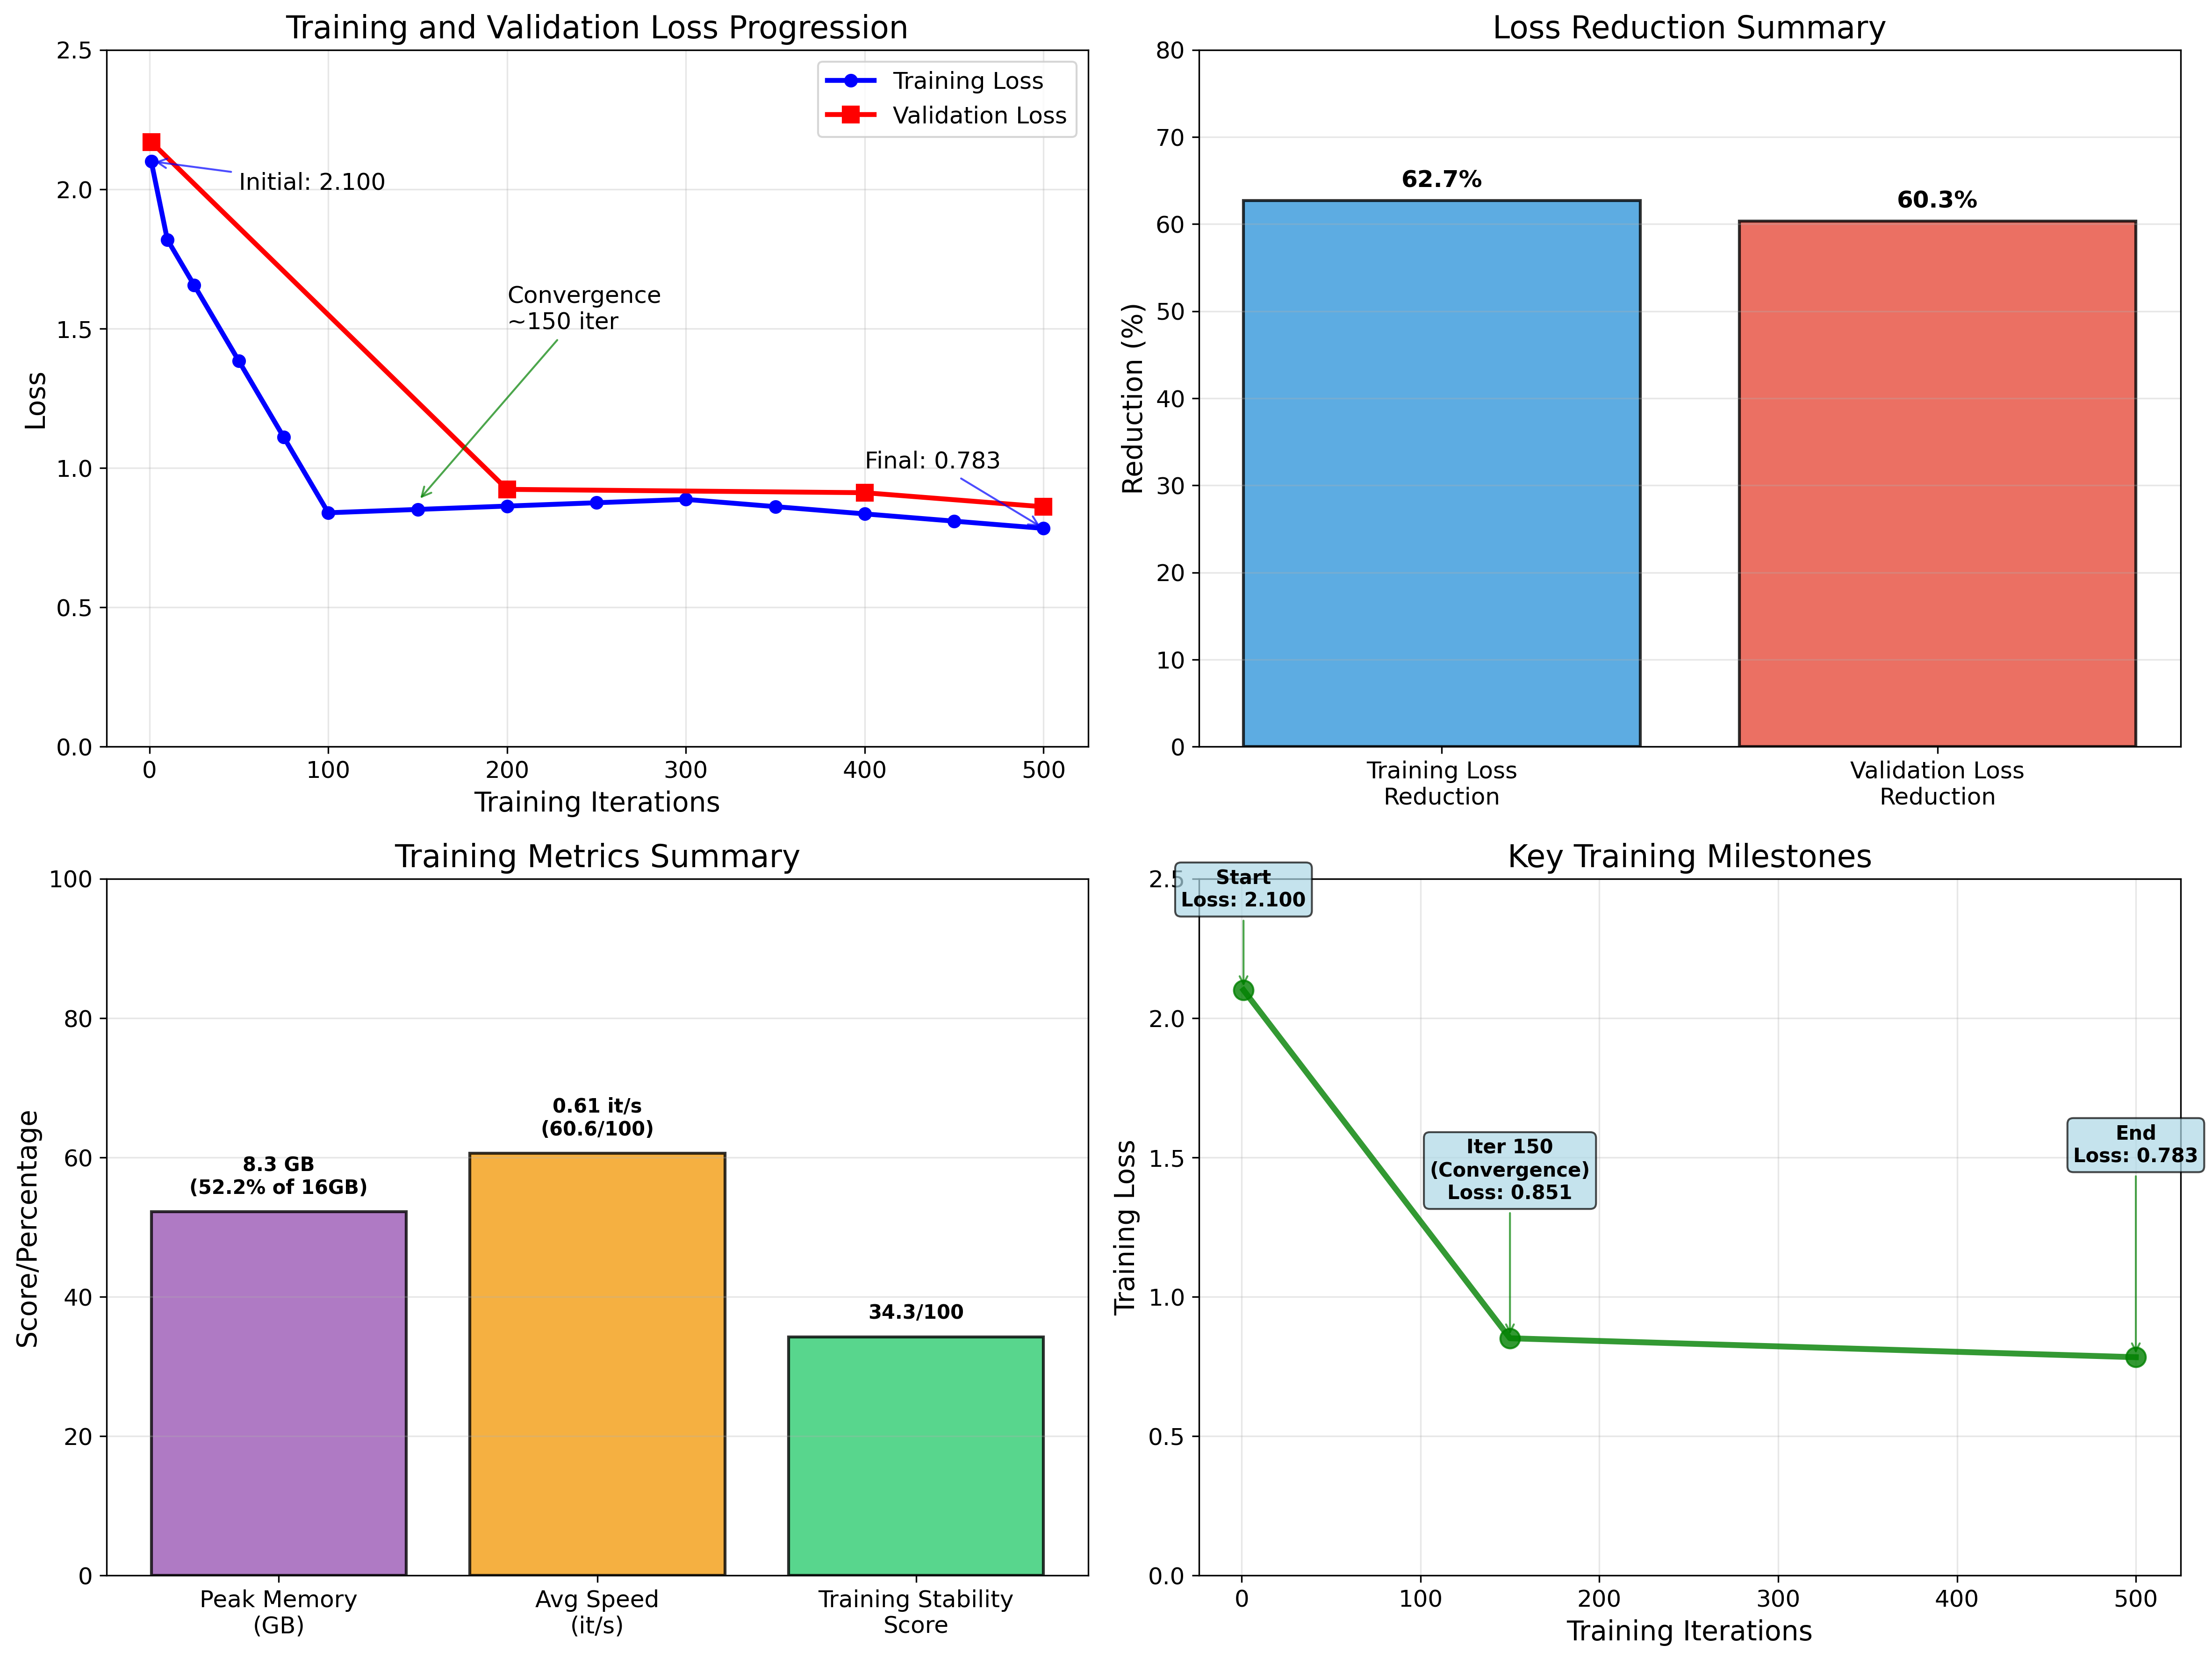 Training and Validation Loss Progression
2.5
2.0
1.5
1.0
0.5
0.0
Loss
Training Loss
Validation Loss
Initial: 2.100
Convergence
~150 iter
Final: 0.783
0 100 200 300 400 500
Training Iterations
Loss Reduction Summary
80
70
60
50
40
30
20
10
0
Reduction (%)
62.7%
60.3%
Training Loss
Reduction
Validation Loss
Reduction
Training Metrics Summary
100
80
60
40
20
0
Score/Percentage
8.3 GB
(52.2% of 16GB)
0.61 it/s
(60.6/100)
34.3/100
Peak Memory
(GB)
Avg Speed
(it/s)
Training Stability
Score
Key Training Milestones
2.5
2.0
1.5
1.0
0.5
0.0
Training Loss
Start
Loss: 2.100
Iter 150
(Convergence)
Loss: 0.851
End
Loss: 0.783
0 100 200 300 400 500
Training Iterations